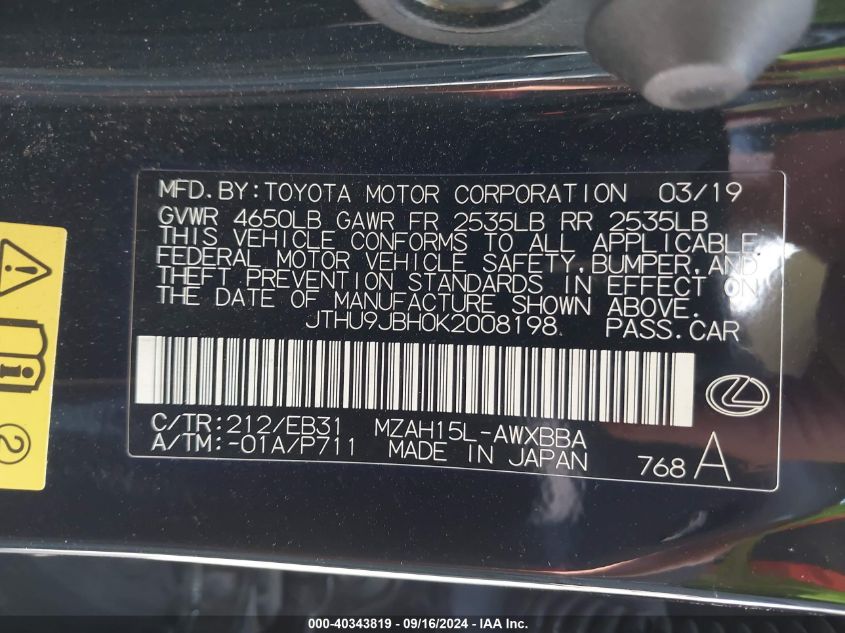 MFD.BY:TOYOTA MOTOR CORPORATION 03/19
GVWR 4650LB GAWR FR 2535LB RR 2535LB
THIS VEHICLE CONFORMS TO ALL APPLICABLE
FEDERAL MOTOR VEHICLE SAFETY,BUMPER,AND
THEFT PREVENTION STANDARDS IN EFFECT ON
THE DATE OF MANUFACTURE SHOWN ABOVE.
JTHU9JBH0K2008198 PASS.CAR
C/TR:212/EB31 MZAH15L-AWXBBA
A/TM:-01A/P711 MADE IN JAPAN 768 A
2
000-40343819 - 09/16/2024 - IAA Inc.